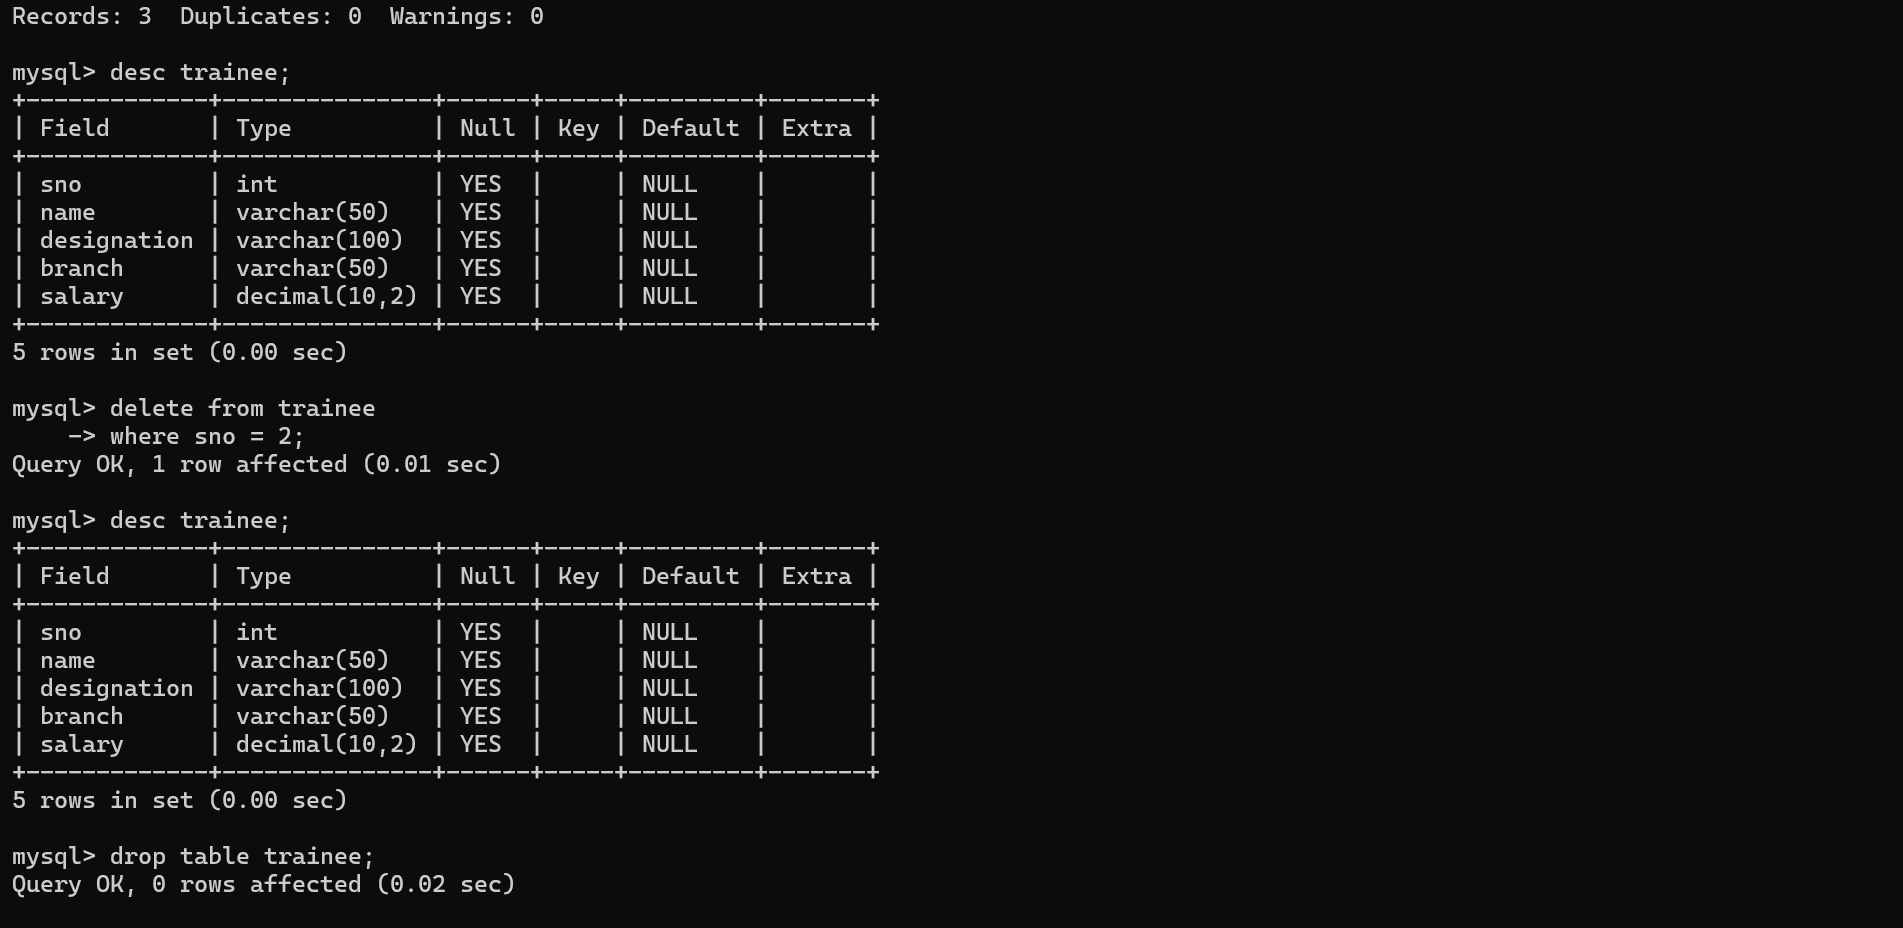 Records: 3  Duplicates: 0  Warnings: 0
mysql> desc trainee;
+-------------+---------------+------+-----+---------+-------+
| Field       | Type          | Null | Key | Default | Extra |
+-------------+---------------+------+-----+---------+-------+
| sno         | int           | YES  |     | NULL    |       |
| name        | varchar(50)   | YES  |     | NULL    |       |
| designation | varchar(100)  | YES  |     | NULL    |       |
| branch      | varchar(50)   | YES  |     | NULL    |       |
| salary      | decimal(10,2) | YES  |     | NULL    |       |
+-------------+---------------+------+-----+---------+-------+
5 rows in set (0.00 sec)
mysql> delete from trainee
    -> where sno = 2;
Query OK, 1 row affected (0.01 sec)
mysql> desc trainee;
+-------------+---------------+------+-----+---------+-------+
| Field       | Type          | Null | Key | Default | Extra |
+-------------+---------------+------+-----+---------+-------+
| sno         | int           | YES  |     | NULL    |       |
| name        | varchar(50)   | YES  |     | NULL    |       |
| designation | varchar(100)  | YES  |     | NULL    |       |
| branch      | varchar(50)   | YES  |     | NULL    |       |
| salary      | decimal(10,2) | YES  |     | NULL    |       |
+-------------+---------------+------+-----+---------+-------+
5 rows in set (0.00 sec)
mysql> drop table trainee;
Query OK, 0 rows affected (0.02 sec)